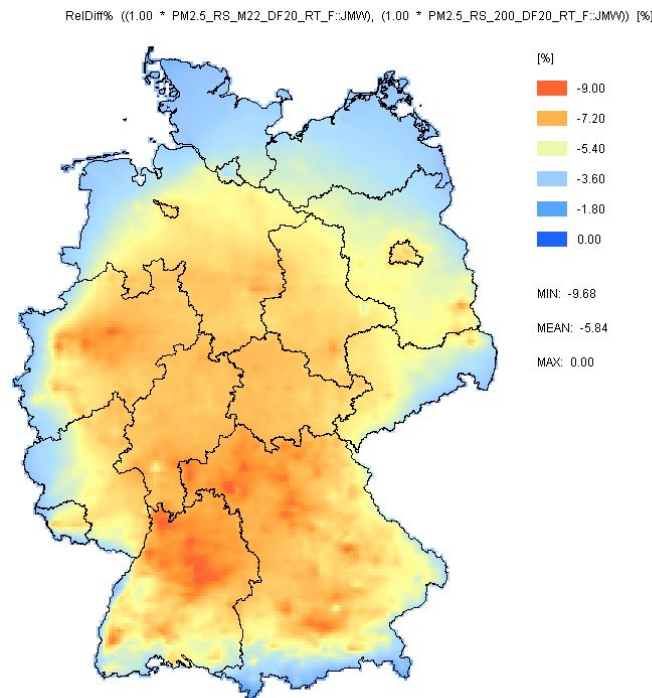 RelDiff% ((1.00 * PM2.5_RS_M22_DF20_RT_F::JMW), (1.00 * PM2.5_RS_200_DF20_RT_F::JMW)) [%]
[%]
-9.00
-7.20
-5.40
-3.60
-1.80
0.00
MIN: -9.68
MEAN: -5.84
MAX: 0.00